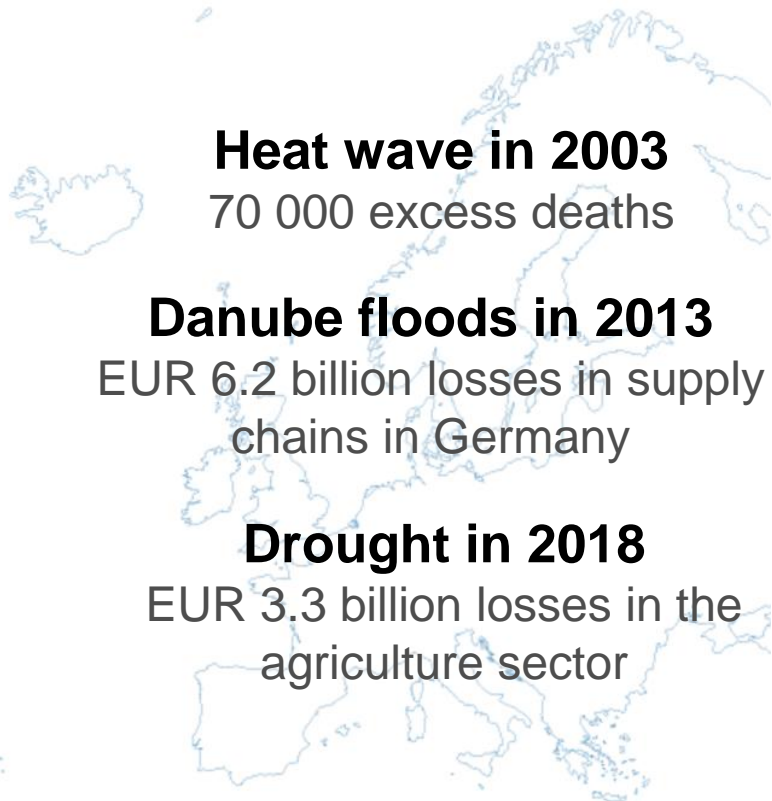 Heat wave in 2003
70 000 excess deaths
Danube floods in 2013
EUR 6.2 billion losses in supply
chains in Germany
Drought in 2018
EUR 3.3 billion losses in the
agriculture sector